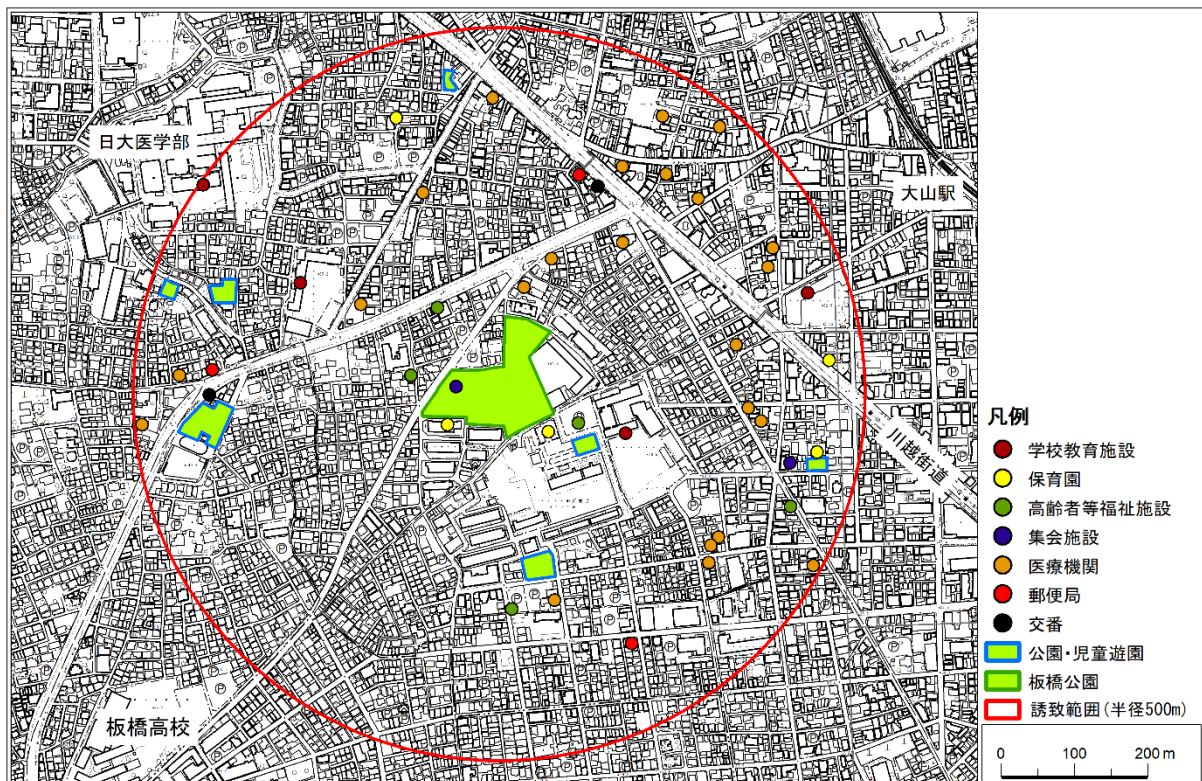 日大医学部
大山駅
川越街道
板橋高校
凡例
学校教育施設
保育園
高齢者等福祉施設
集会施設
医療機関
郵便局
交番
公園・児童遊園
板橋公園
誘致範囲(半径500m)
0 100 200 m